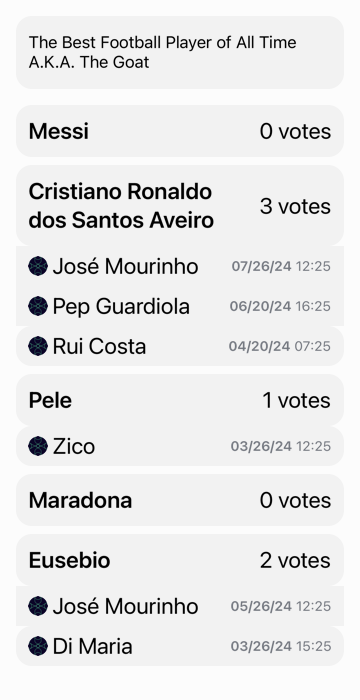 The Best Football Player of All Time
A.K.A. The Goat
Messi 0 votes
Cristiano Ronaldo
dos Santos Aveiro 3 votes
José Mourinho 07/26/24 12:25
Pep Guardiola 06/20/24 16:25
Rui Costa 04/20/24 07:25
Pele 1 votes
Zico 03/26/24 12:25
Maradona 0 votes
Eusebio 2 votes
José Mourinho 05/26/24 12:25
Di Maria 03/26/24 15:25